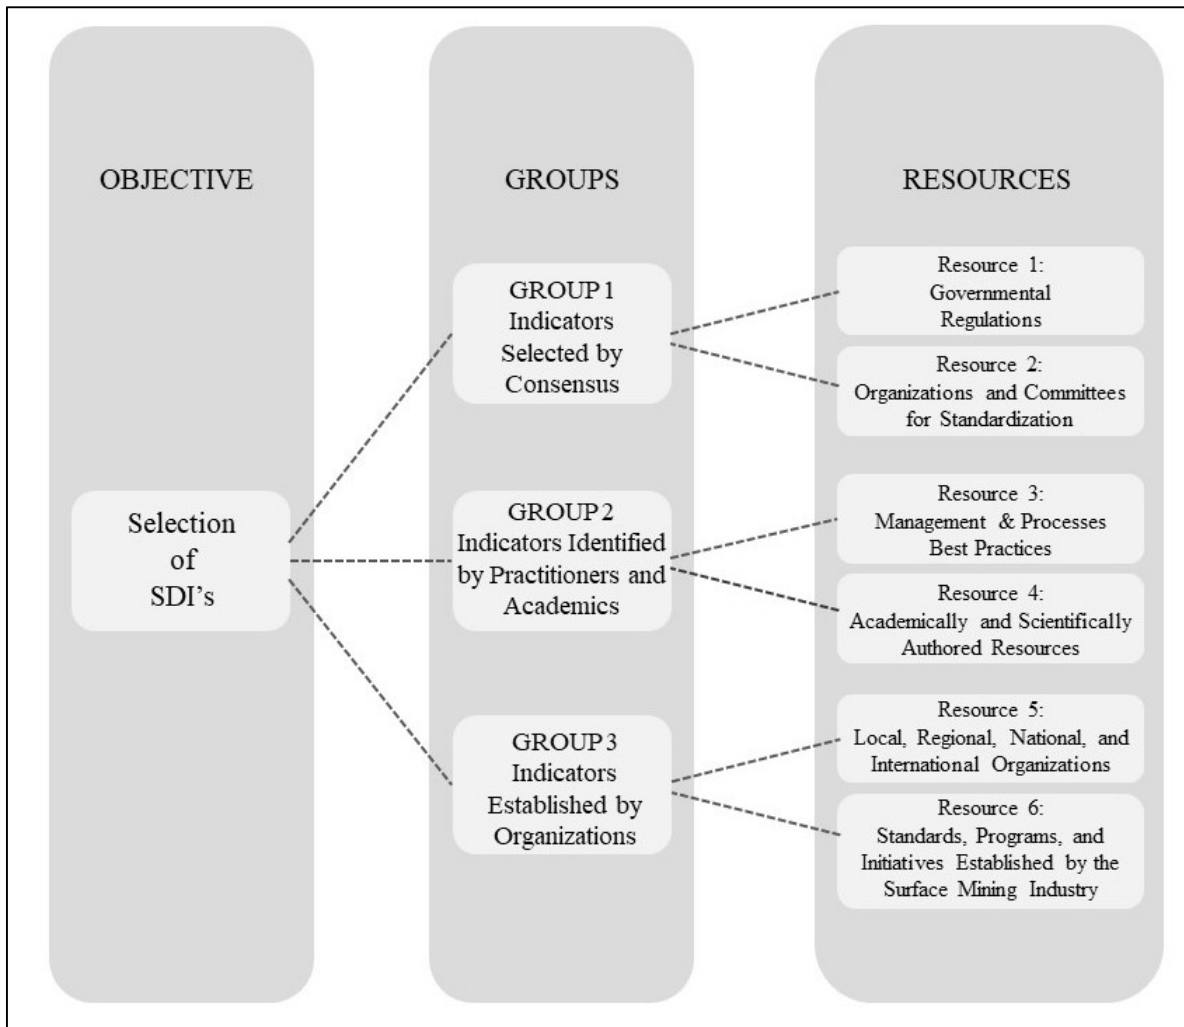 OBJECTIVE
GROUPS
RESOURCES
Selection
of
SDI's
GROUP 1
Indicators
Selected by
Consensus
GROUP 2
Indicators Identified
by Practitioners and
Academics
GROUP 3
Indicators
Established by
Organizations
Resource 1:
Governmental
Regulations
Resource 2:
Organizations and Committees
for Standardization
Resource 3:
Management & Processes
Best Practices
Resource 4:
Academically and Scientifically
Authored Resources
Resource 5:
Local, Regional, National, and
International Organizations
Resource 6:
Standards, Programs, and
Initiatives Established by the
Surface Mining Industry